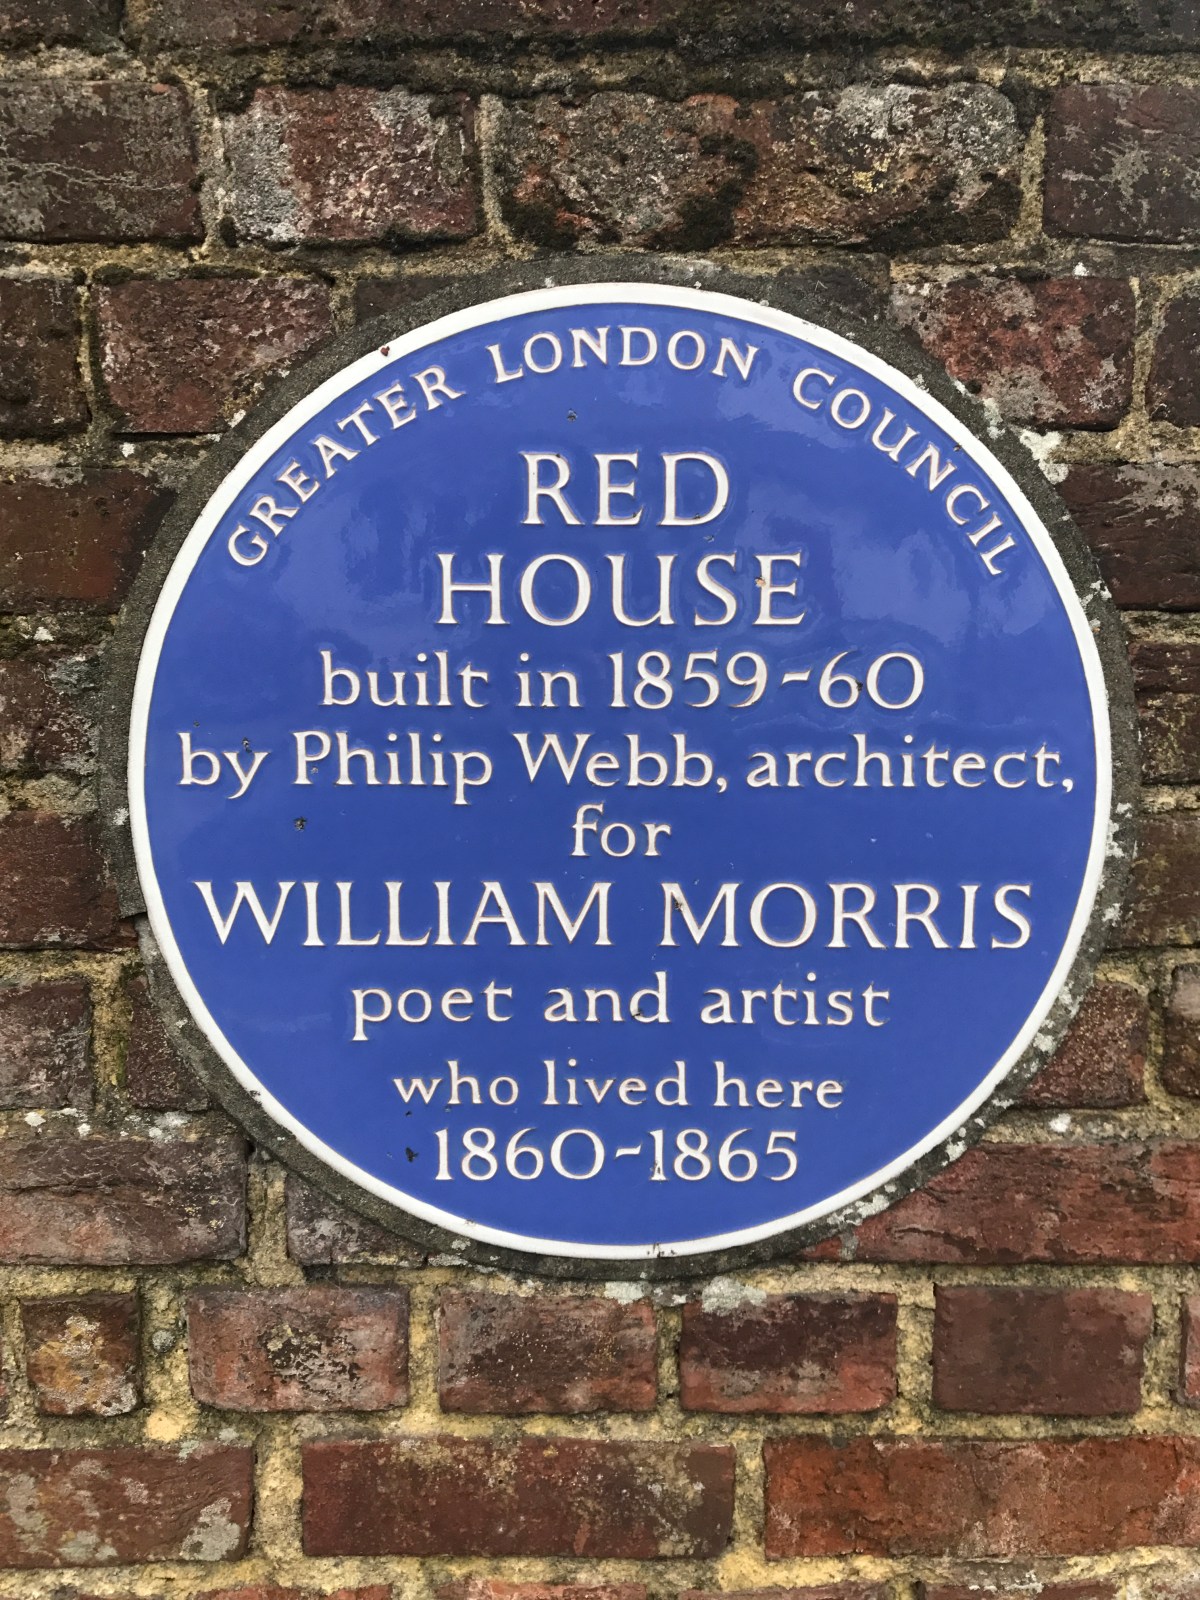 GREATER LONDON COUNCIL
RED
HOUSE
built in 1859-60
by Philip Webb, architect,
for
WILLIAM MORRIS
poet and artist
who lived here
1860-1865